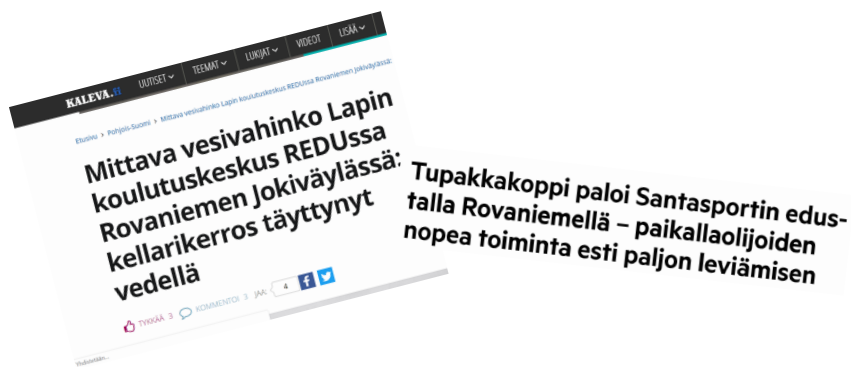 KALEVA.fi UUTISET TEEMAT LUKIJAT VIDEOT LISÄÄ
Etusivu > Pohjois-Suomi > Mittava vesivahinko Lapin koulutuskeskus REDUssa Rovaniemen Jokiväylässä:
Mittava vesivahinko Lapin
koulutuskeskus REDUssa
Rovaniemen Jokiväylässä:
kellarikerros täyttynyt
vedellä
TYKKÄÄ 3 KOMMENTOI 3 JAA: 4
Tupakkakoppi paloi Santasportin edus-
talla Rovaniemellä – paikallaolijoiden
nopea toiminta esti paljon leviämisen